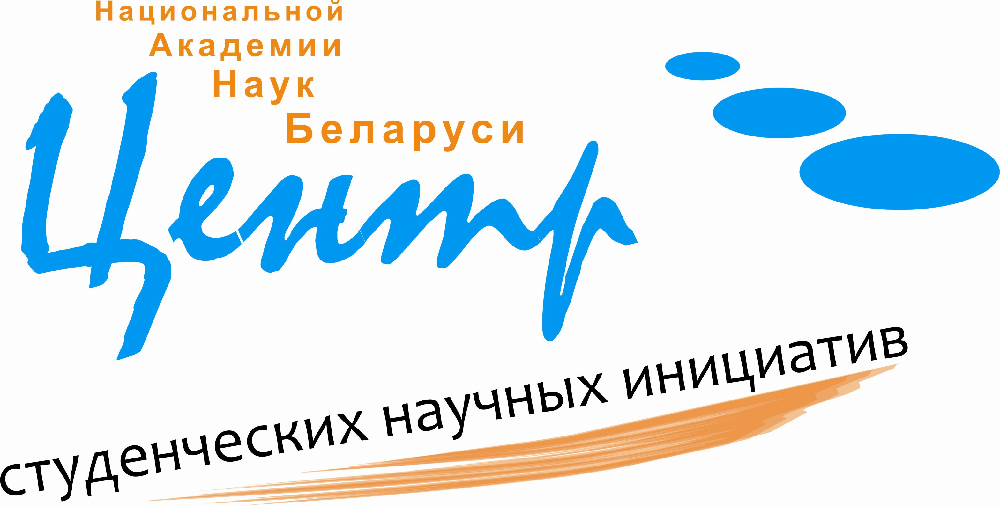 Национальной
Академии
Наук
Беларуси
Центр
студенческих научных инициатив